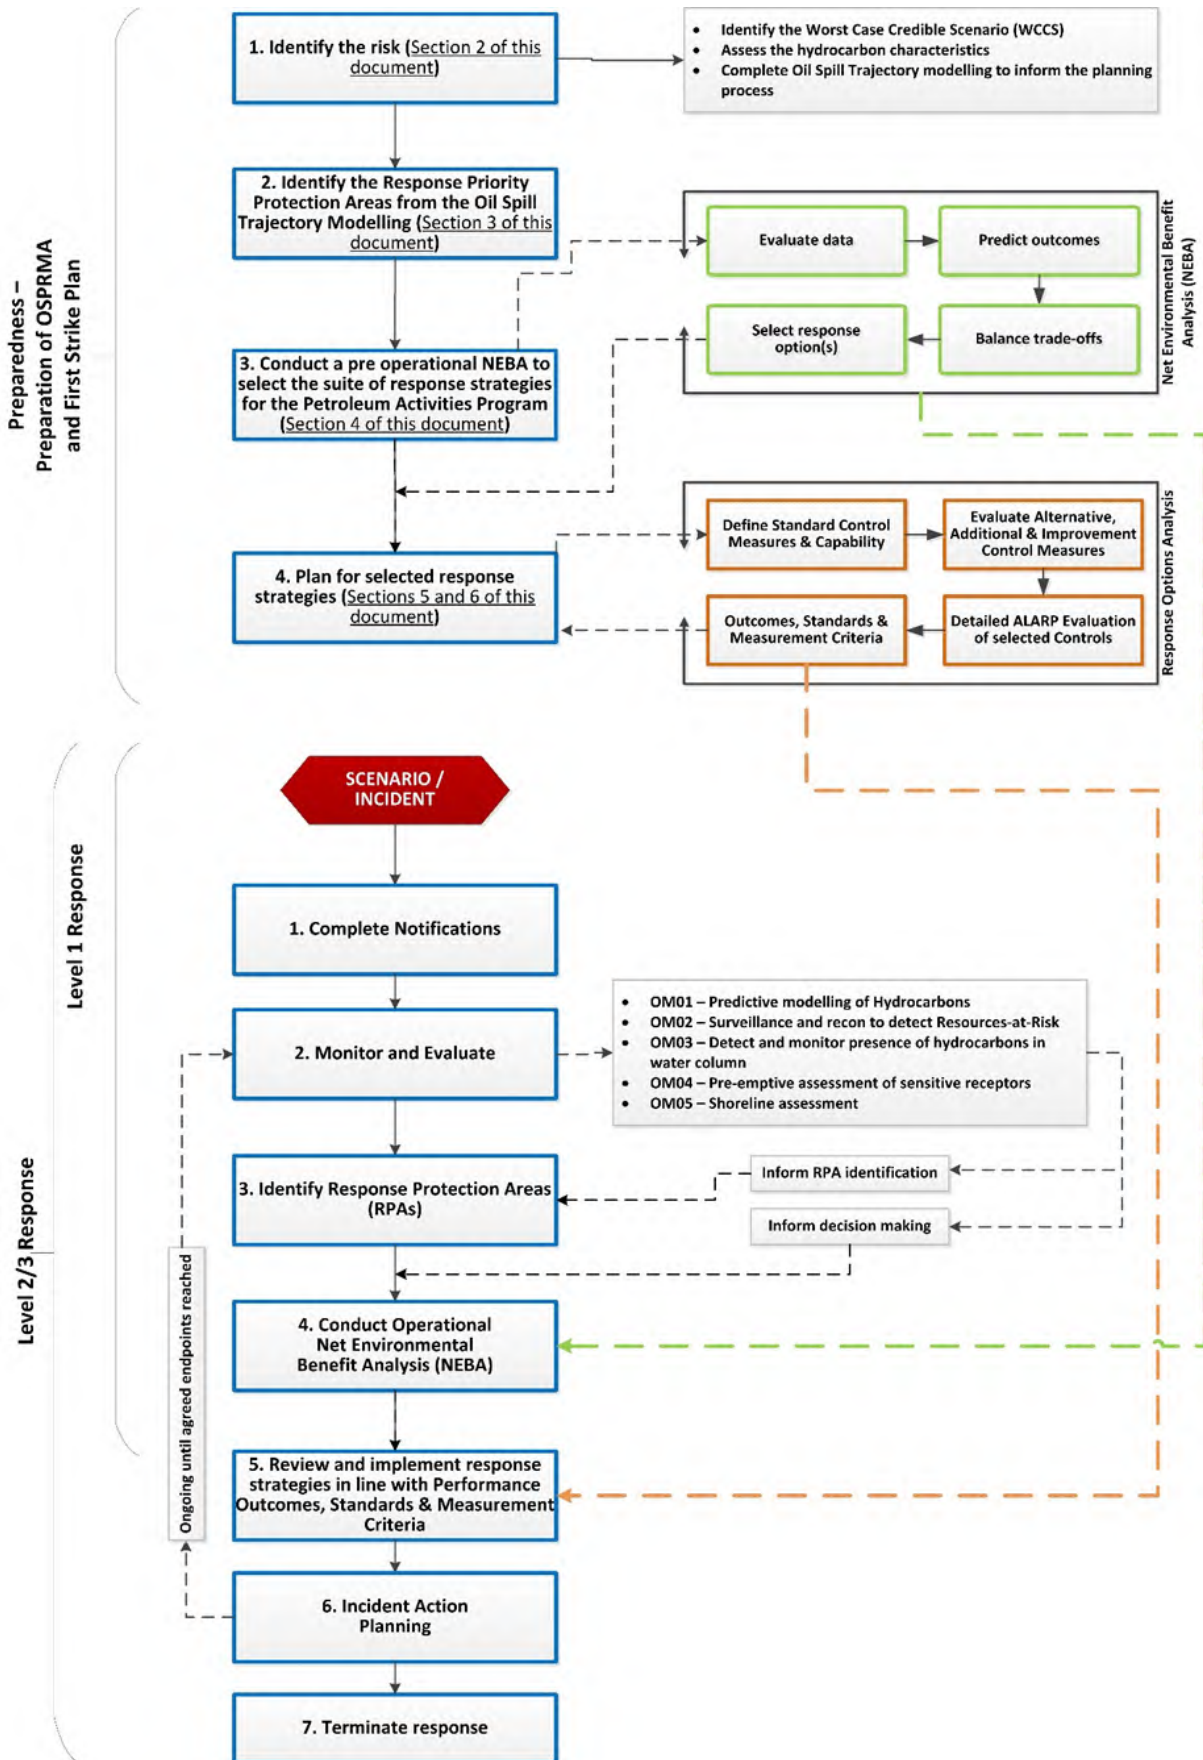 1. Identify the risk (Section 2 of this
document)
• Identify the Worst Case Credible Scenario (WCCS)
• Assess the hydrocarbon characteristics
• Complete Oil Spill Trajectory modelling to inform the planning
process
Preparedness –
Preparation of OSPRMA
and First Strike Plan
2. Identify the Response Priority
Protection Areas from the Oil Spill
Trajectory Modelling (Section 3 of this
document)
Evaluate data
Predict outcomes
Select response
option(s)
Balance trade-offs
Net Environmental Benefit
Analysis (NEBA)
3. Conduct a pre operational NEBA to
select the suite of response strategies
for the Petroleum Activities Program
(Section 4 of this document)
Define Standard Control
Measures & Capability
Evaluate Alternative,
Additional & Improvement
Control Measures
Outcomes, Standards &
Measurement Criteria
Detailed ALARP Evaluation
of selected Controls
Response Options Analysis
4. Plan for selected response
strategies (Sections 5 and 6 of this
document)
SCENARIO /
INCIDENT
Level 1 Response
Level 2/3 Response
1. Complete Notifications
2. Monitor and Evaluate
• OM01 – Predictive modelling of Hydrocarbons
• OM02 – Surveillance and recon to detect Resources-at-Risk
• OM03 – Detect and monitor presence of hydrocarbons in
water column
• OM04 – Pre-emptive assessment of sensitive receptors
• OM05 – Shoreline assessment
3. Identify Response Protection Areas
(RPAs)
Inform RPA identification
Inform decision making
Ongoing until agreed endpoints reached
4. Conduct Operational
Net Environmental
Benefit Analysis (NEBA)
5. Review and implement response
strategies in line with Performance
Outcomes, Standards & Measurement
Criteria
6. Incident Action
Planning
7. Terminate response